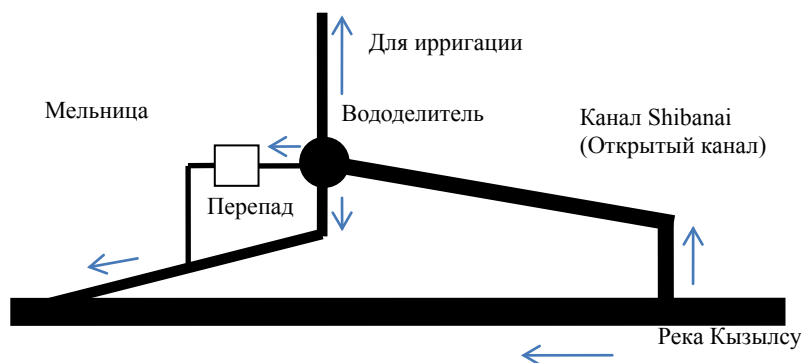 Для ирригации
Мельница
Вододелитель
Канал Shibanai
(Открытый канал)
Перепад
Река Кызылсу